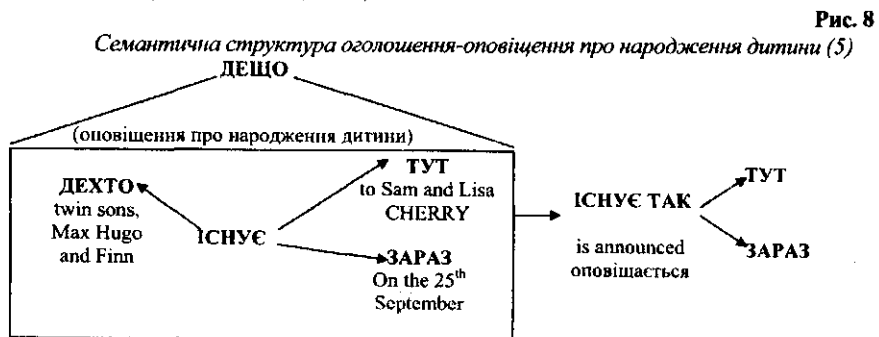 Рис. 8
Семантична структура оголошення-оповіщення про народження дитини (5)
ДЕЩО
(оповіщення про народження дитини)
ДЕХТО
twin sons,
Max Hugo
and Finn
ІСНУЄ
ТУТ
to Sam and Lisa
CHERRY
ЗАРАЗ
On the 25th
September
ІСНУЄ ТАК
is announced
оповіщається
ТУТ
ЗАРАЗ